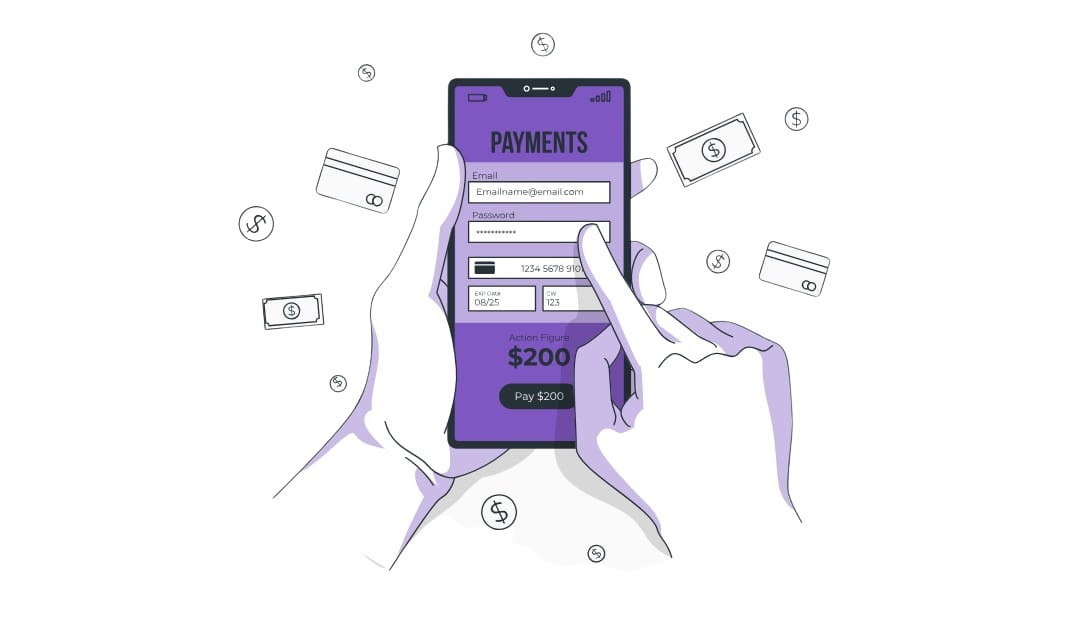 PAYMENTS
Email
Emailname@email.com
Password
***********
1234 5678 910
EXP Date
CW
08/25
123
Action Figure
$200
Pay $200